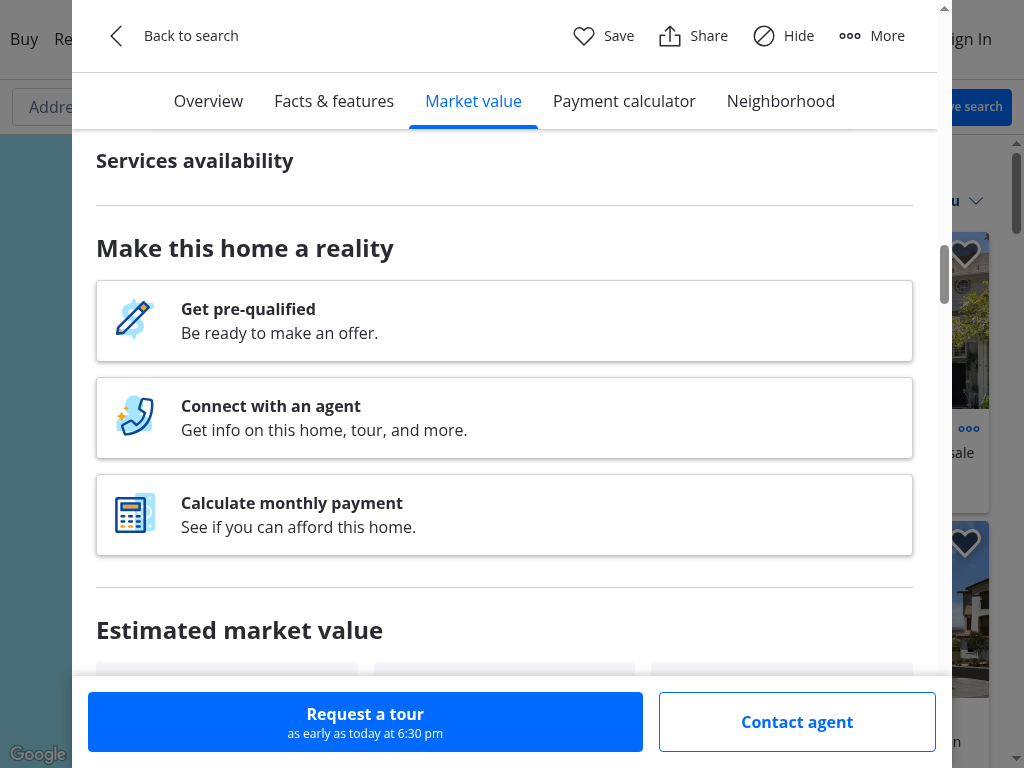 Buy
Back to search
Save
Share
Hide
More
ign In
Overview
Facts & features
Market value
Payment calculator
Neighborhood
Addre
search
Services availability
Make this home a reality
Get pre-qualified
Be ready to make an offer.
Connect with an agent
Get info on this home, tour, and more.
Calculate monthly payment
See if you can afford this home.
sale
Estimated market value
Request a tour
as early as today at 6:30 pm
Contact agent
Google